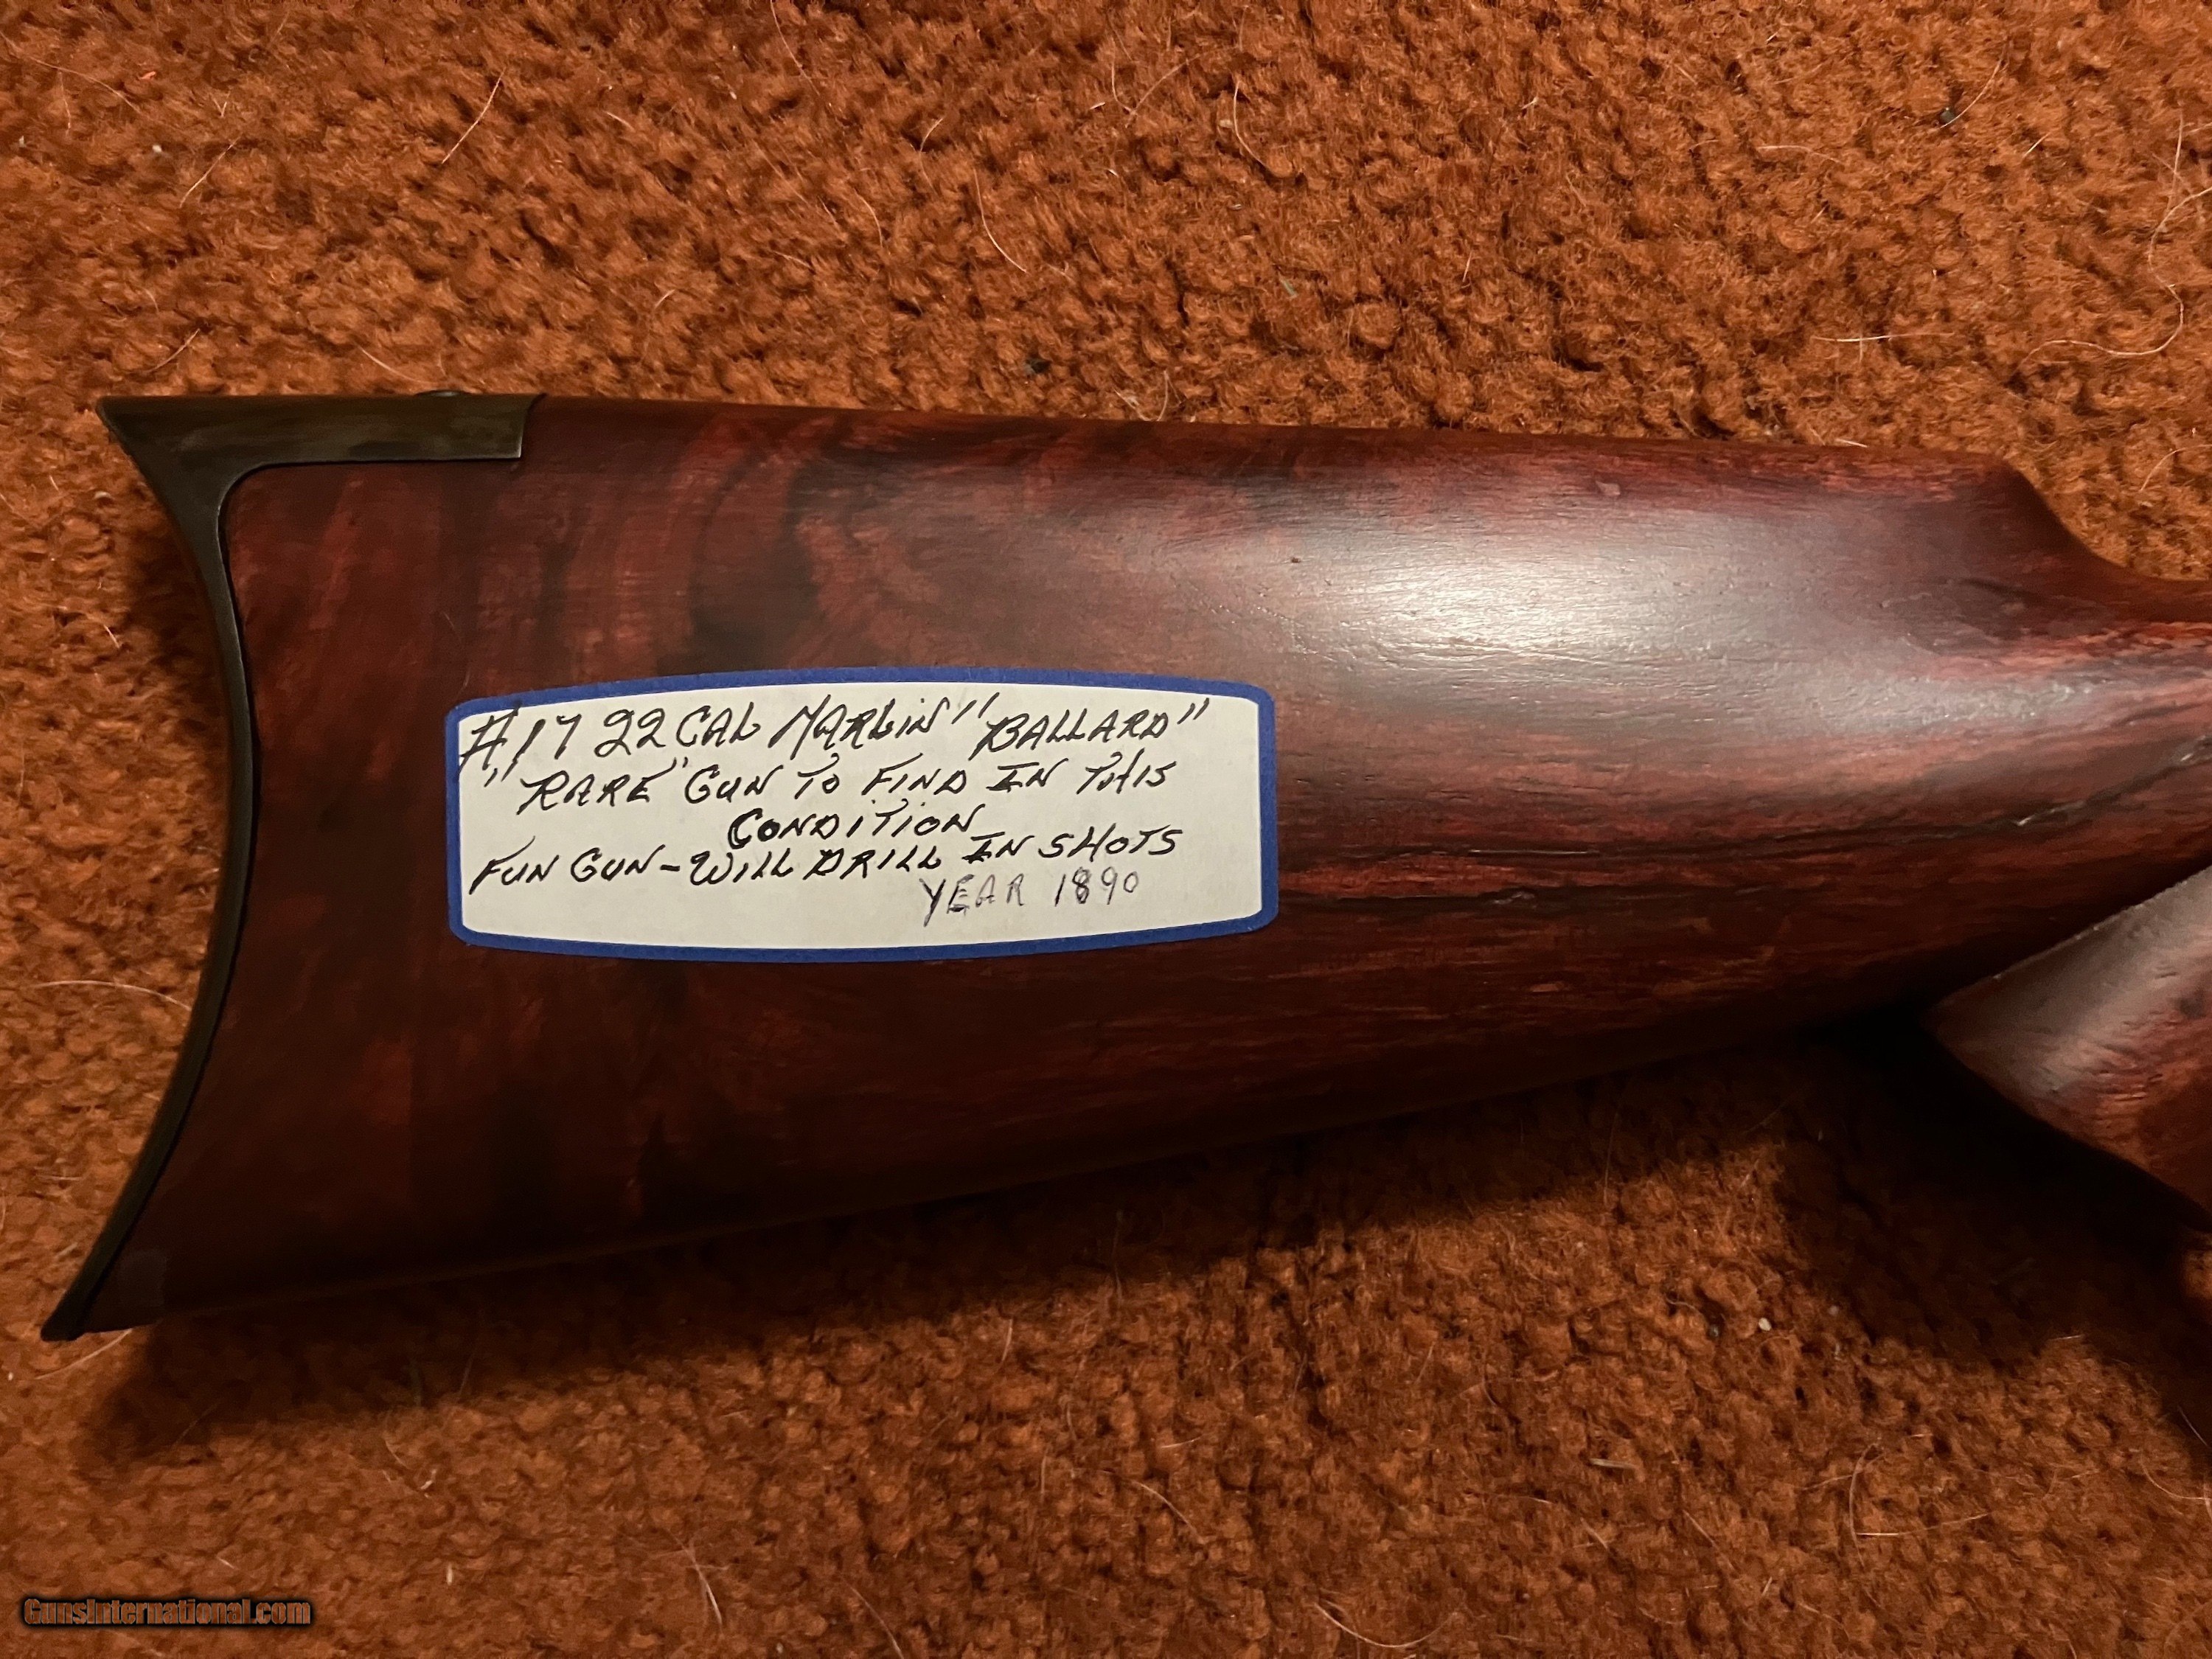 #17 22 CAL MARLIN "BALLARD"
"RARE" GUN TO FIND IN THIS
CONDITION
FUN GUN - WILL DRILL IN SHOTS
YEAR 1890
GunsInternational.com